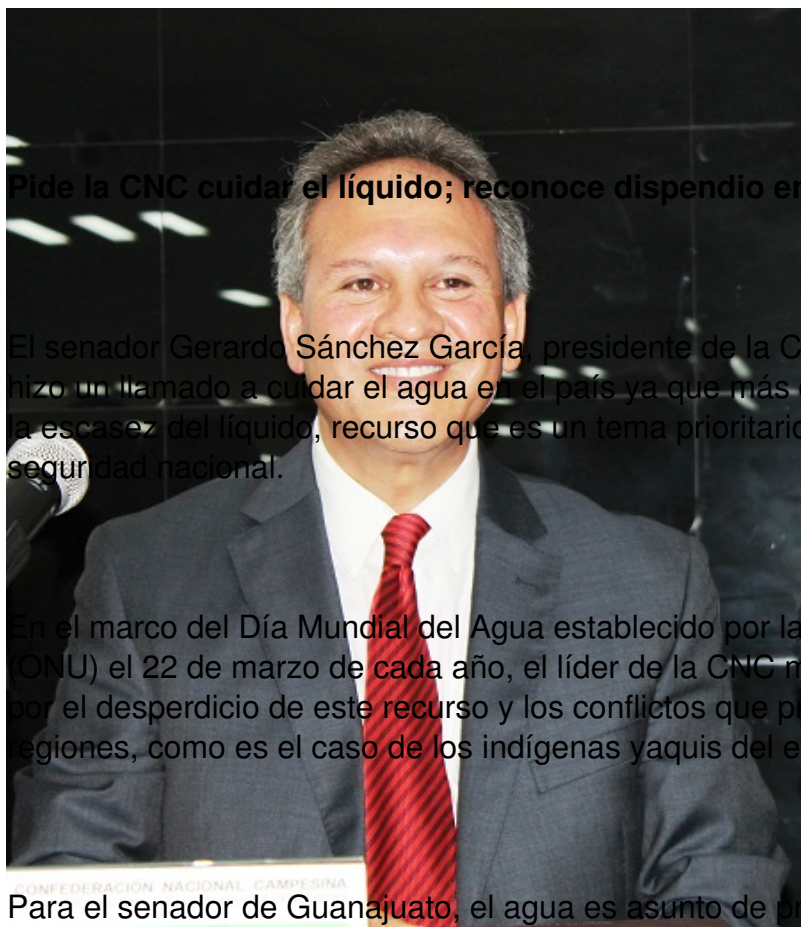 Pide la CNC cuidar el líquido; reconoce dispendio en
El senador Gerardo Sánchez García, presidente de la C
hizo un llamado a cuidar el agua en el país ya que más
la escasez del líquido, recurso que es un tema prioritario
seguridad nacional.
En el marco del Día Mundial del Agua establecido por la
(ONU) el 22 de marzo de cada año, el líder de la CNC m
por el desperdicio de este recurso y los conflictos que p
regiones, como es el caso de los indígenas yaquis del e
CONFEDERACIÓN NACIONAL CAMPESINA
Para el senador de Guanajuato, el agua es asunto de pr